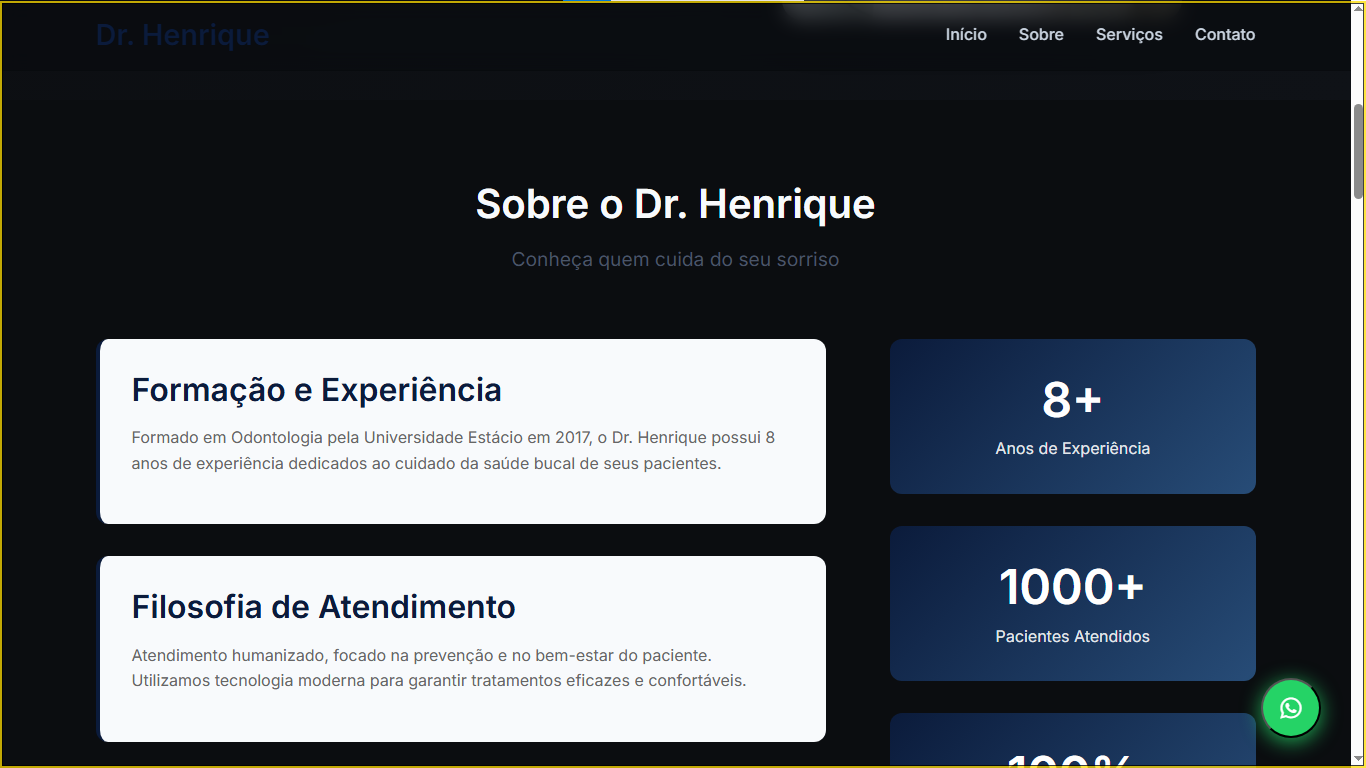 Dr. Henrique
Início Sobre Serviços Contato
Sobre o Dr. Henrique
Conheça quem cuida do seu sorriso
Formação e Experiência
Formado em Odontologia pela Universidade Estácio em 2017, o Dr. Henrique possui 8
anos de experiência dedicados ao cuidado da saúde bucal de seus pacientes.
Filosofia de Atendimento
Atendimento humanizado, focado na prevenção e no bem-estar do paciente.
Utilizamos tecnologia moderna para garantir tratamentos eficazes e confortáveis.
8+
Anos de Experiência
1000+
Pacientes Atendidos
100%